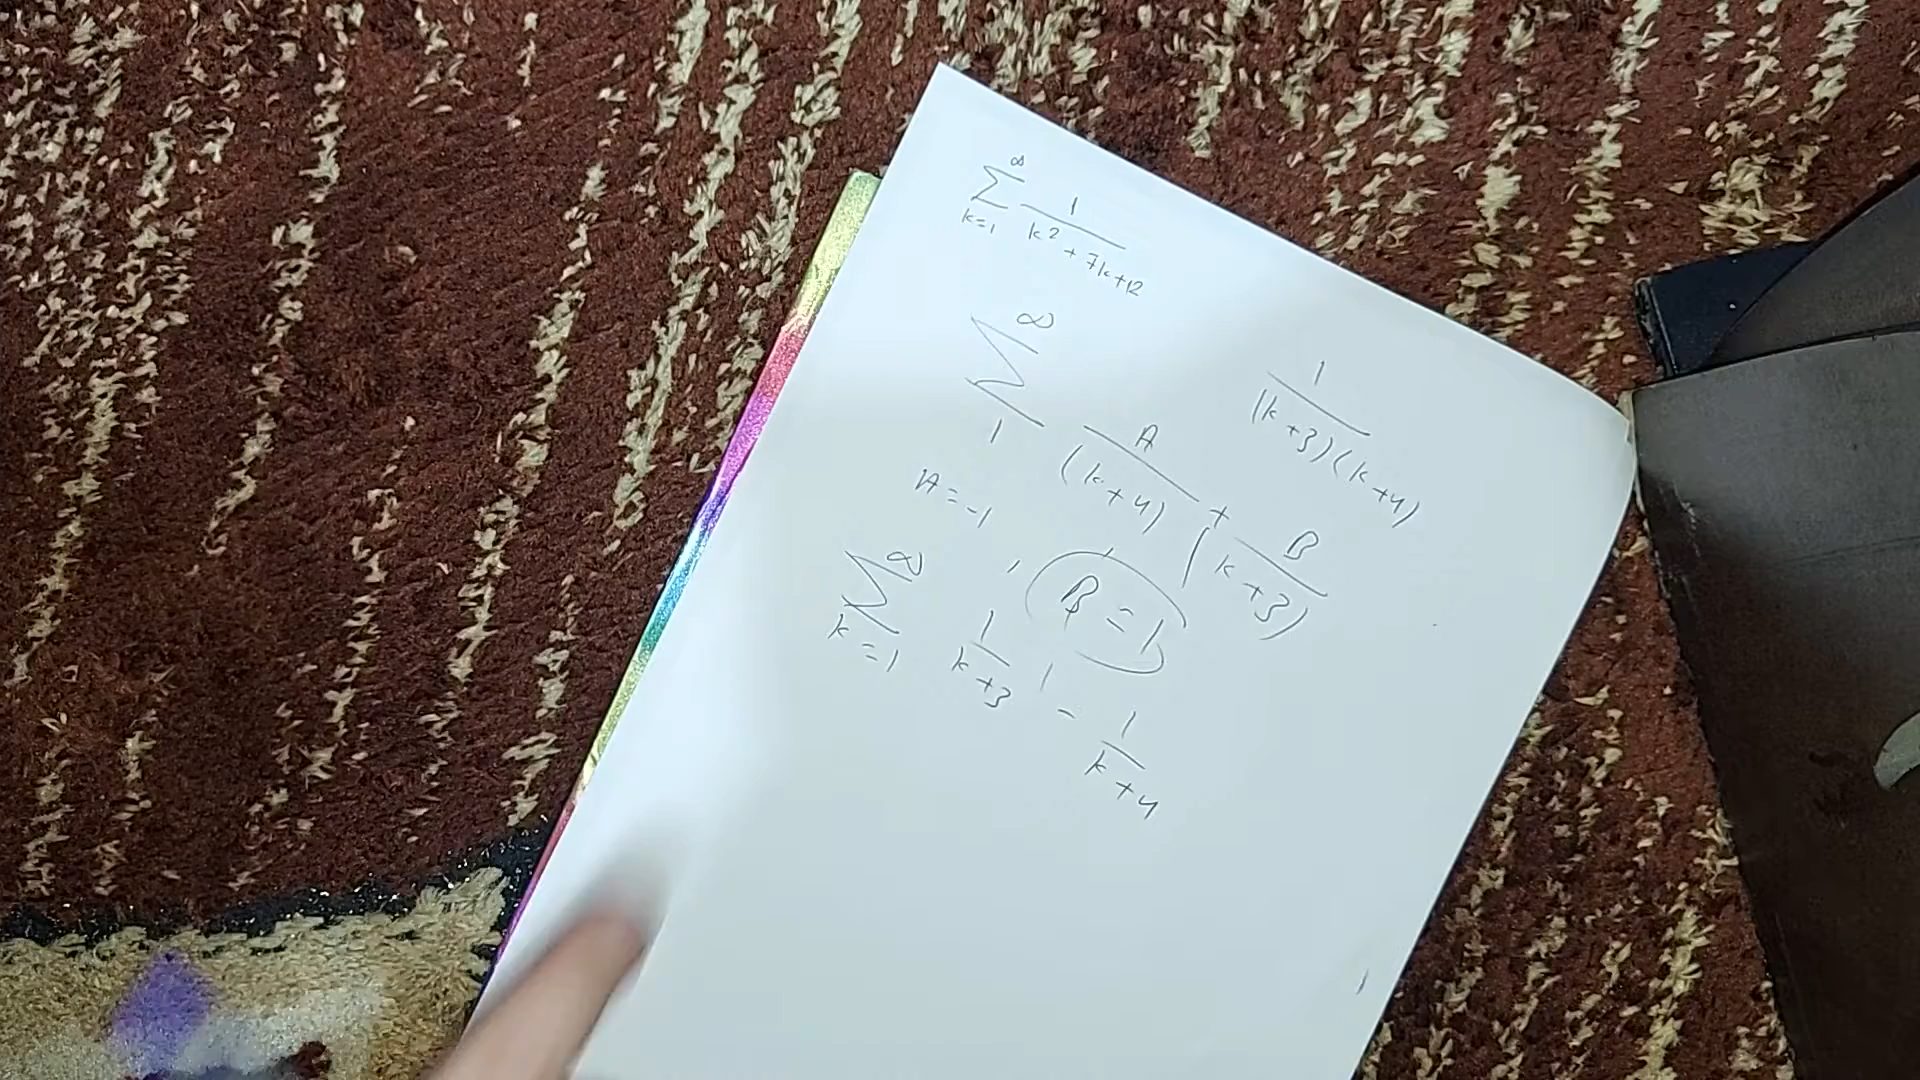 ∞
∑ 1
k=1 k² + 7k+12
∞
∑
1
1
(k+3)(k+4)
A
(k+4)
+
B
(k+3)
A = -1 , B = 1
∞
∑
k=1
1
k+3
-
1
k+4